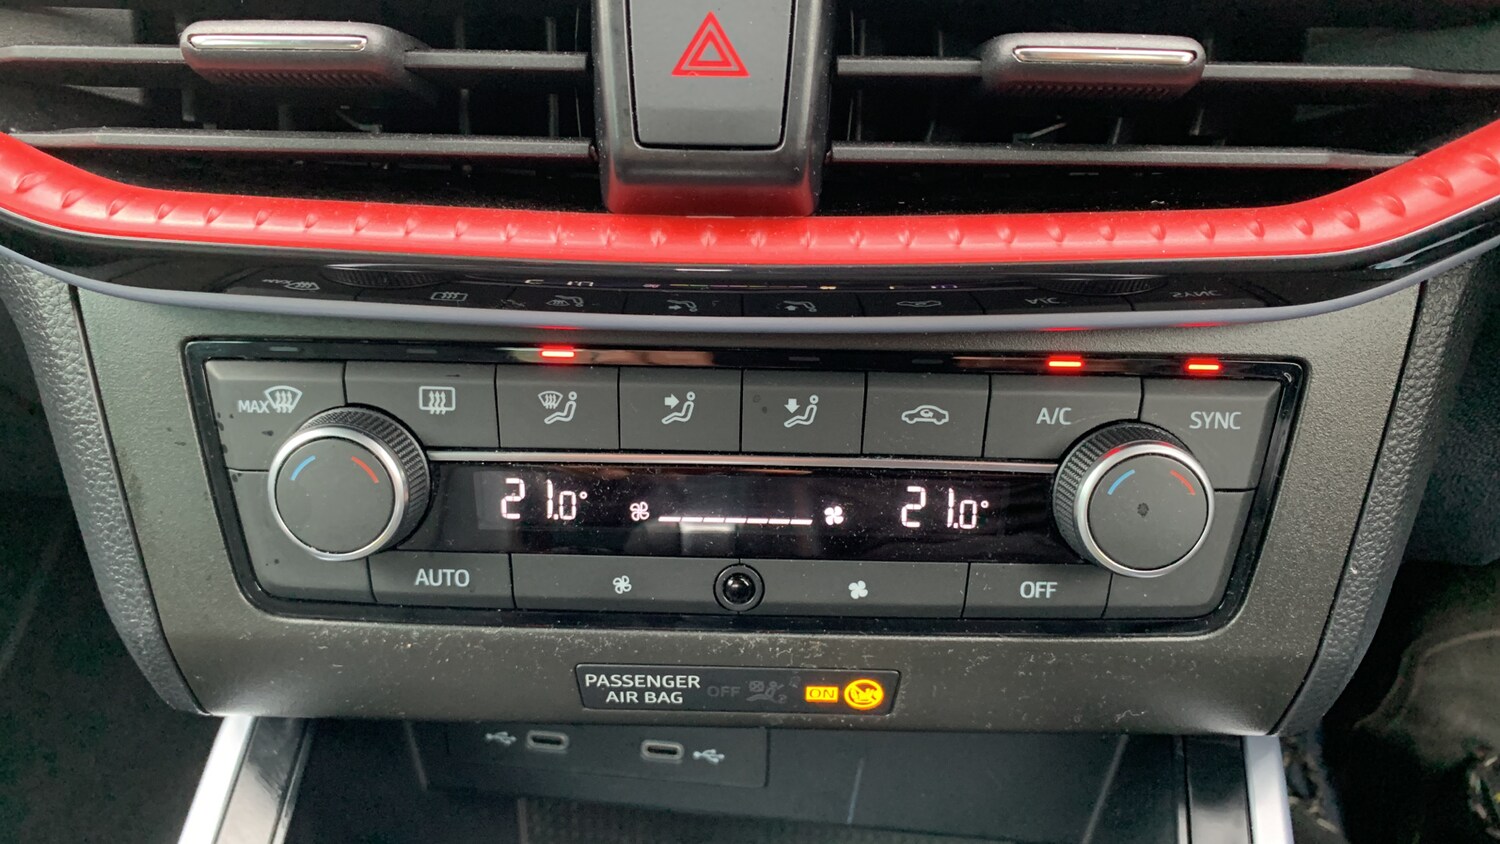 MAX
A/C
SYNC
21.0°
21.0°
AUTO
OFF
PASSENGER
AIR BAG
OFF
ON